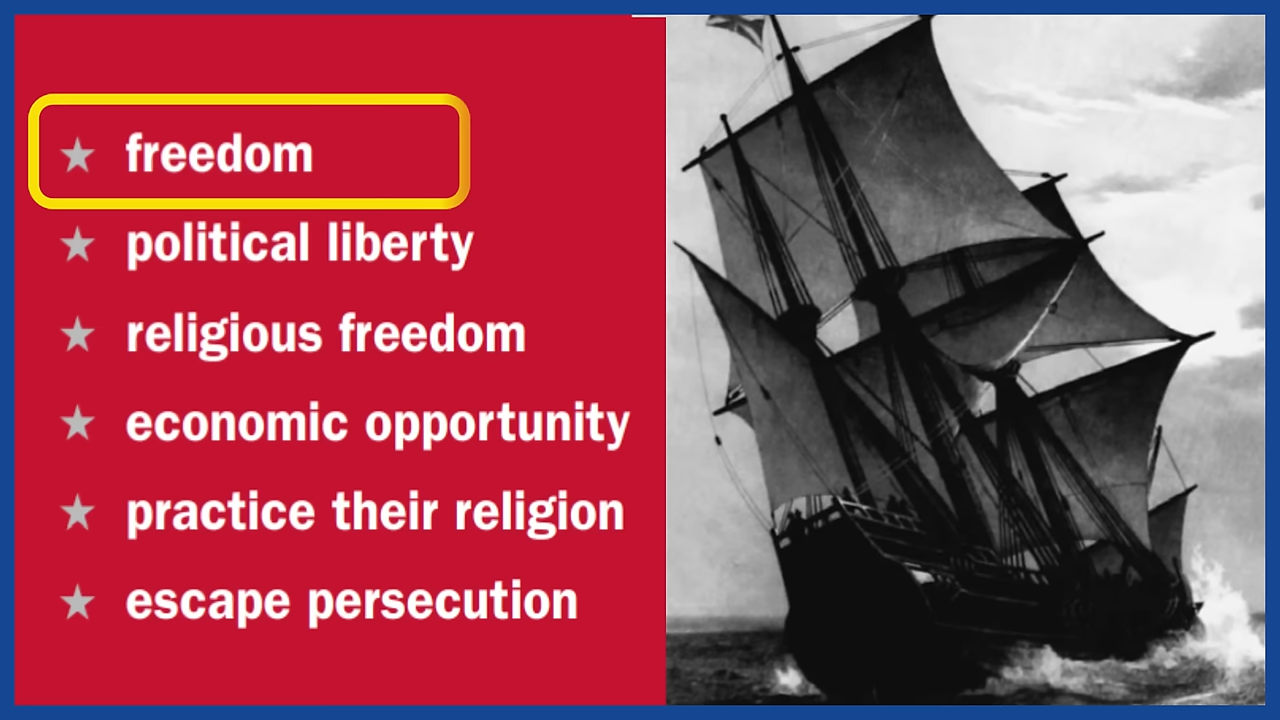 freedom
political liberty
religious freedom
economic opportunity
practice their religion
escape persecution